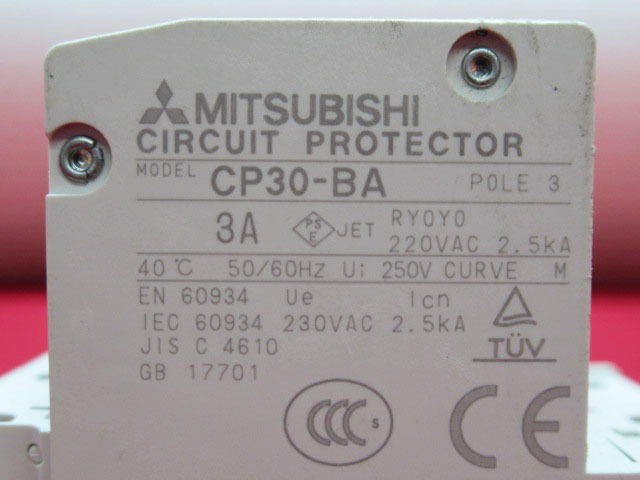 MITSUBISHI
CIRCUIT PROTECTOR
MODEL CP30-BA POLE 3
3A PS E JET RYOYO
220VAC 2.5kA
40℃ 50/60Hz Ui 250V CURVE M
EN 60934 Ue Icn
IEC 60934 230VAC 2.5kA
JIS C 4610
GB 17701
TÜV
CCC S
CE